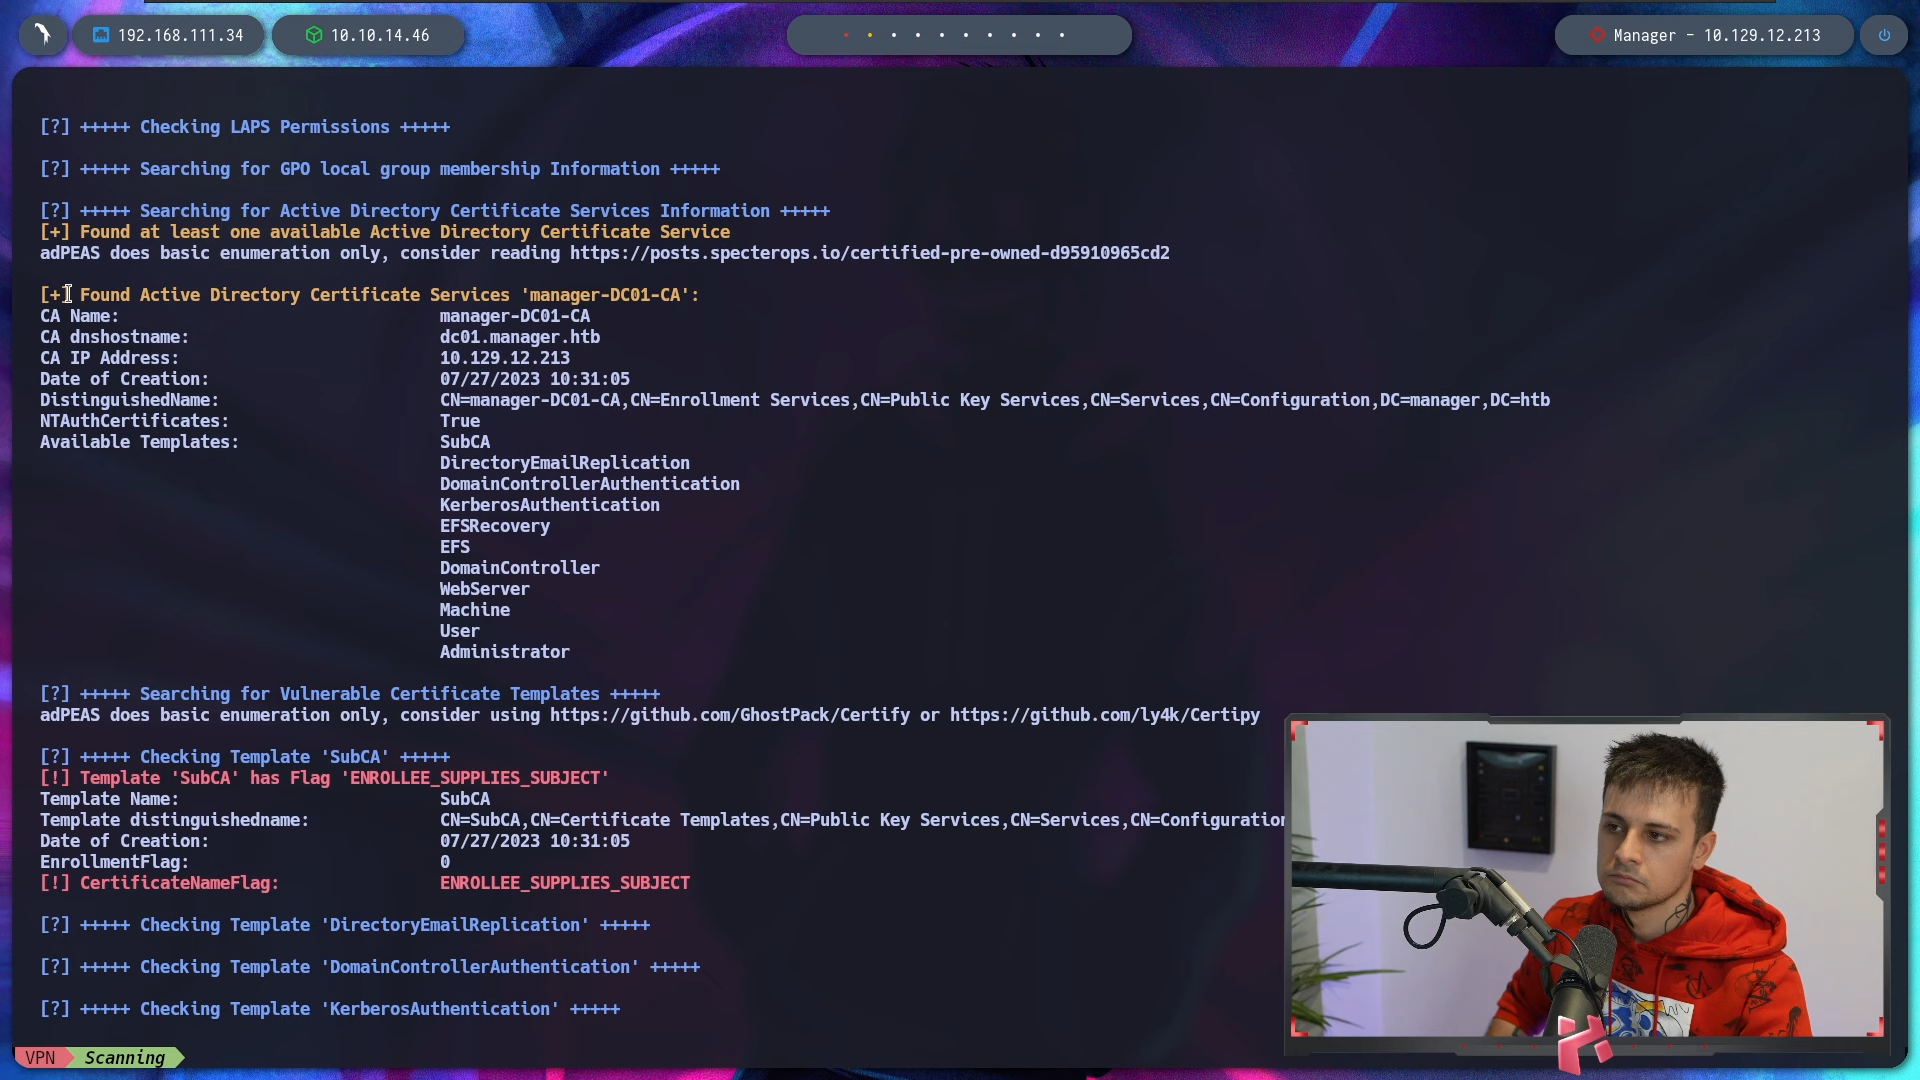 192.168.111.34
10.10.14.46
Manager - 10.129.12.213
[?] +++++ Checking LAPS Permissions +++++
[?] +++++ Searching for GPO local group membership Information +++++
[?] +++++ Searching for Active Directory Certificate Services Information +++++
[+] Found at least one available Active Directory Certificate Service
adPEAS does basic enumeration only, consider reading https://posts.specterops.io/certified-pre-owned-d95910965cd2
[+] Found Active Directory Certificate Services 'manager-DC01-CA':
CA Name: manager-DC01-CA
CA dnshostname: dc01.manager.htb
CA IP Address: 10.129.12.213
Date of Creation: 07/27/2023 10:31:05
DistinguishedName: CN=manager-DC01-CA,CN=Enrollment Services,CN=Public Key Services,CN=Services,CN=Configuration,DC=manager,DC=htb
NTAuthCertificates: True
Available Templates: SubCA
DirectoryEmailReplication
DomainControllerAuthentication
KerberosAuthentication
EFSRecovery
EFS
DomainController
WebServer
Machine
User
Administrator
[?] +++++ Searching for Vulnerable Certificate Templates +++++
adPEAS does basic enumeration only, consider using https://github.com/GhostPack/Certify or https://github.com/ly4k/Certipy
[?] +++++ Checking Template 'SubCA' +++++
[!] Template 'SubCA' has Flag 'ENROLLEE_SUPPLIES_SUBJECT'
Template Name: SubCA
Template distinguishedname: CN=SubCA,CN=Certificate Templates,CN=Public Key Services,CN=Services,CN=Configuration
Date of Creation: 07/27/2023 10:31:05
EnrollmentFlag: 0
[!] CertificateNameFlag: ENROLLEE_SUPPLIES_SUBJECT
[?] +++++ Checking Template 'DirectoryEmailReplication' +++++
[?] +++++ Checking Template 'DomainControllerAuthentication' +++++
[?] +++++ Checking Template 'KerberosAuthentication' +++++
VPN Scanning